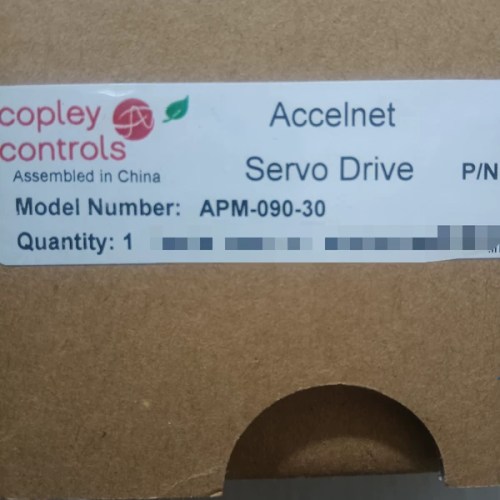 copley
controls
Assembled in China
Accelnet
Servo Drive
P/N
Model Number: APM-090-30
Quantity: 1